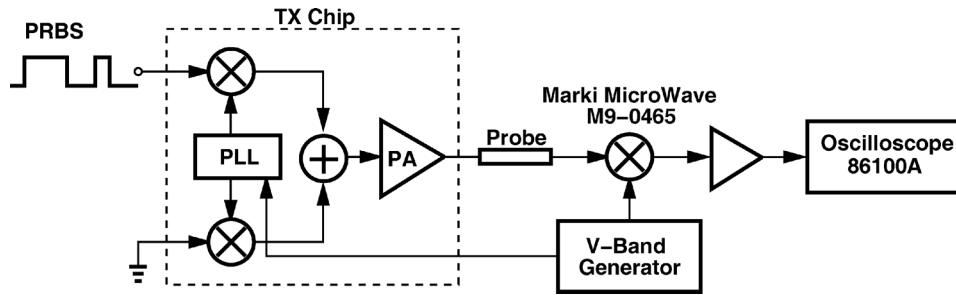 TX Chip
PRBS
PLL
PA
Probe
Marki MicroWave
M9-0465
Oscilloscope
86100A
V-Band
Generator